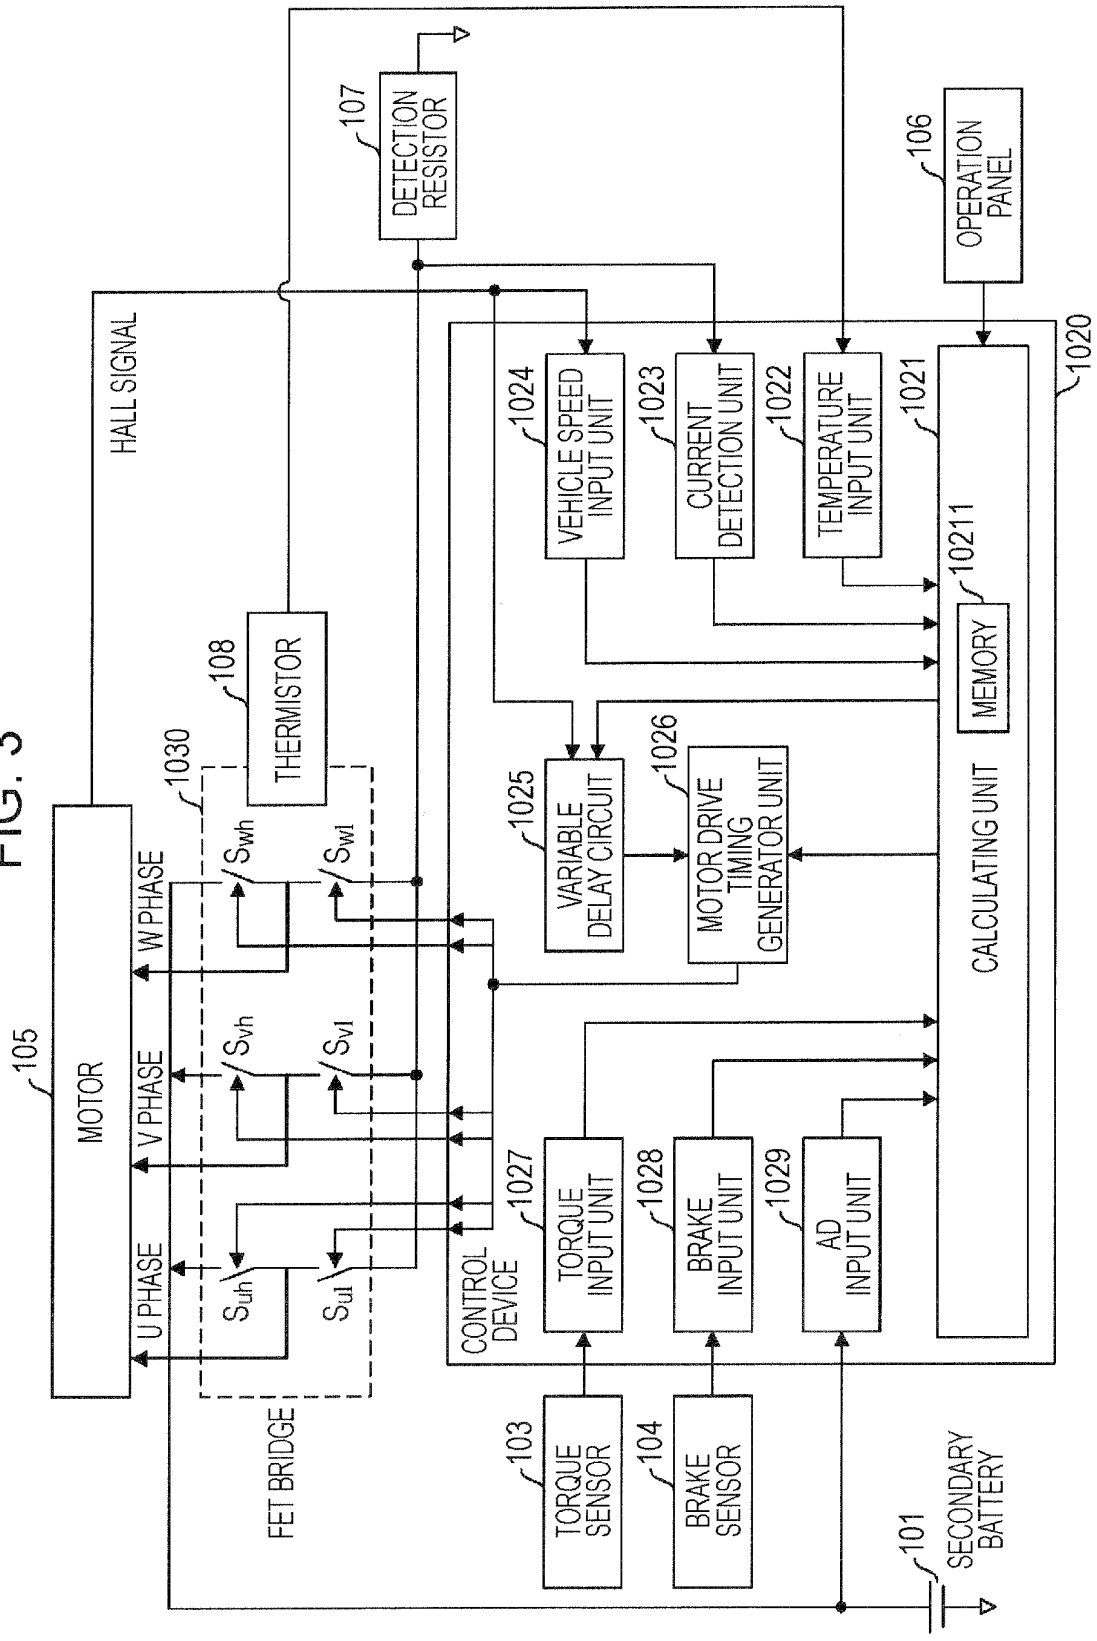 FIG. 3
105
MOTOR
HALL SIGNAL
U PHASE
V PHASE
W PHASE
1030
108
THERMISTOR
Suh
Svh
Swh
Sul
Svl
Swl
FET BRIDGE
107
DETECTION
RESISTOR
CONTROL
DEVICE
103
TORQUE
SENSOR
1027
TORQUE
INPUT UNIT
1025
VARIABLE
DELAY CIRCUIT
1024
VEHICLE SPEED
INPUT UNIT
104
BRAKE
SENSOR
1028
BRAKE
INPUT UNIT
1026
MOTOR DRIVE
TIMING
GENERATOR UNIT
1023
CURRENT
DETECTION UNIT
1029
AD
INPUT UNIT
1022
TEMPERATURE
INPUT UNIT
101
SECONDARY
BATTERY
1021
CALCULATING UNIT
10211
MEMORY
106
OPERATION
PANEL
1020